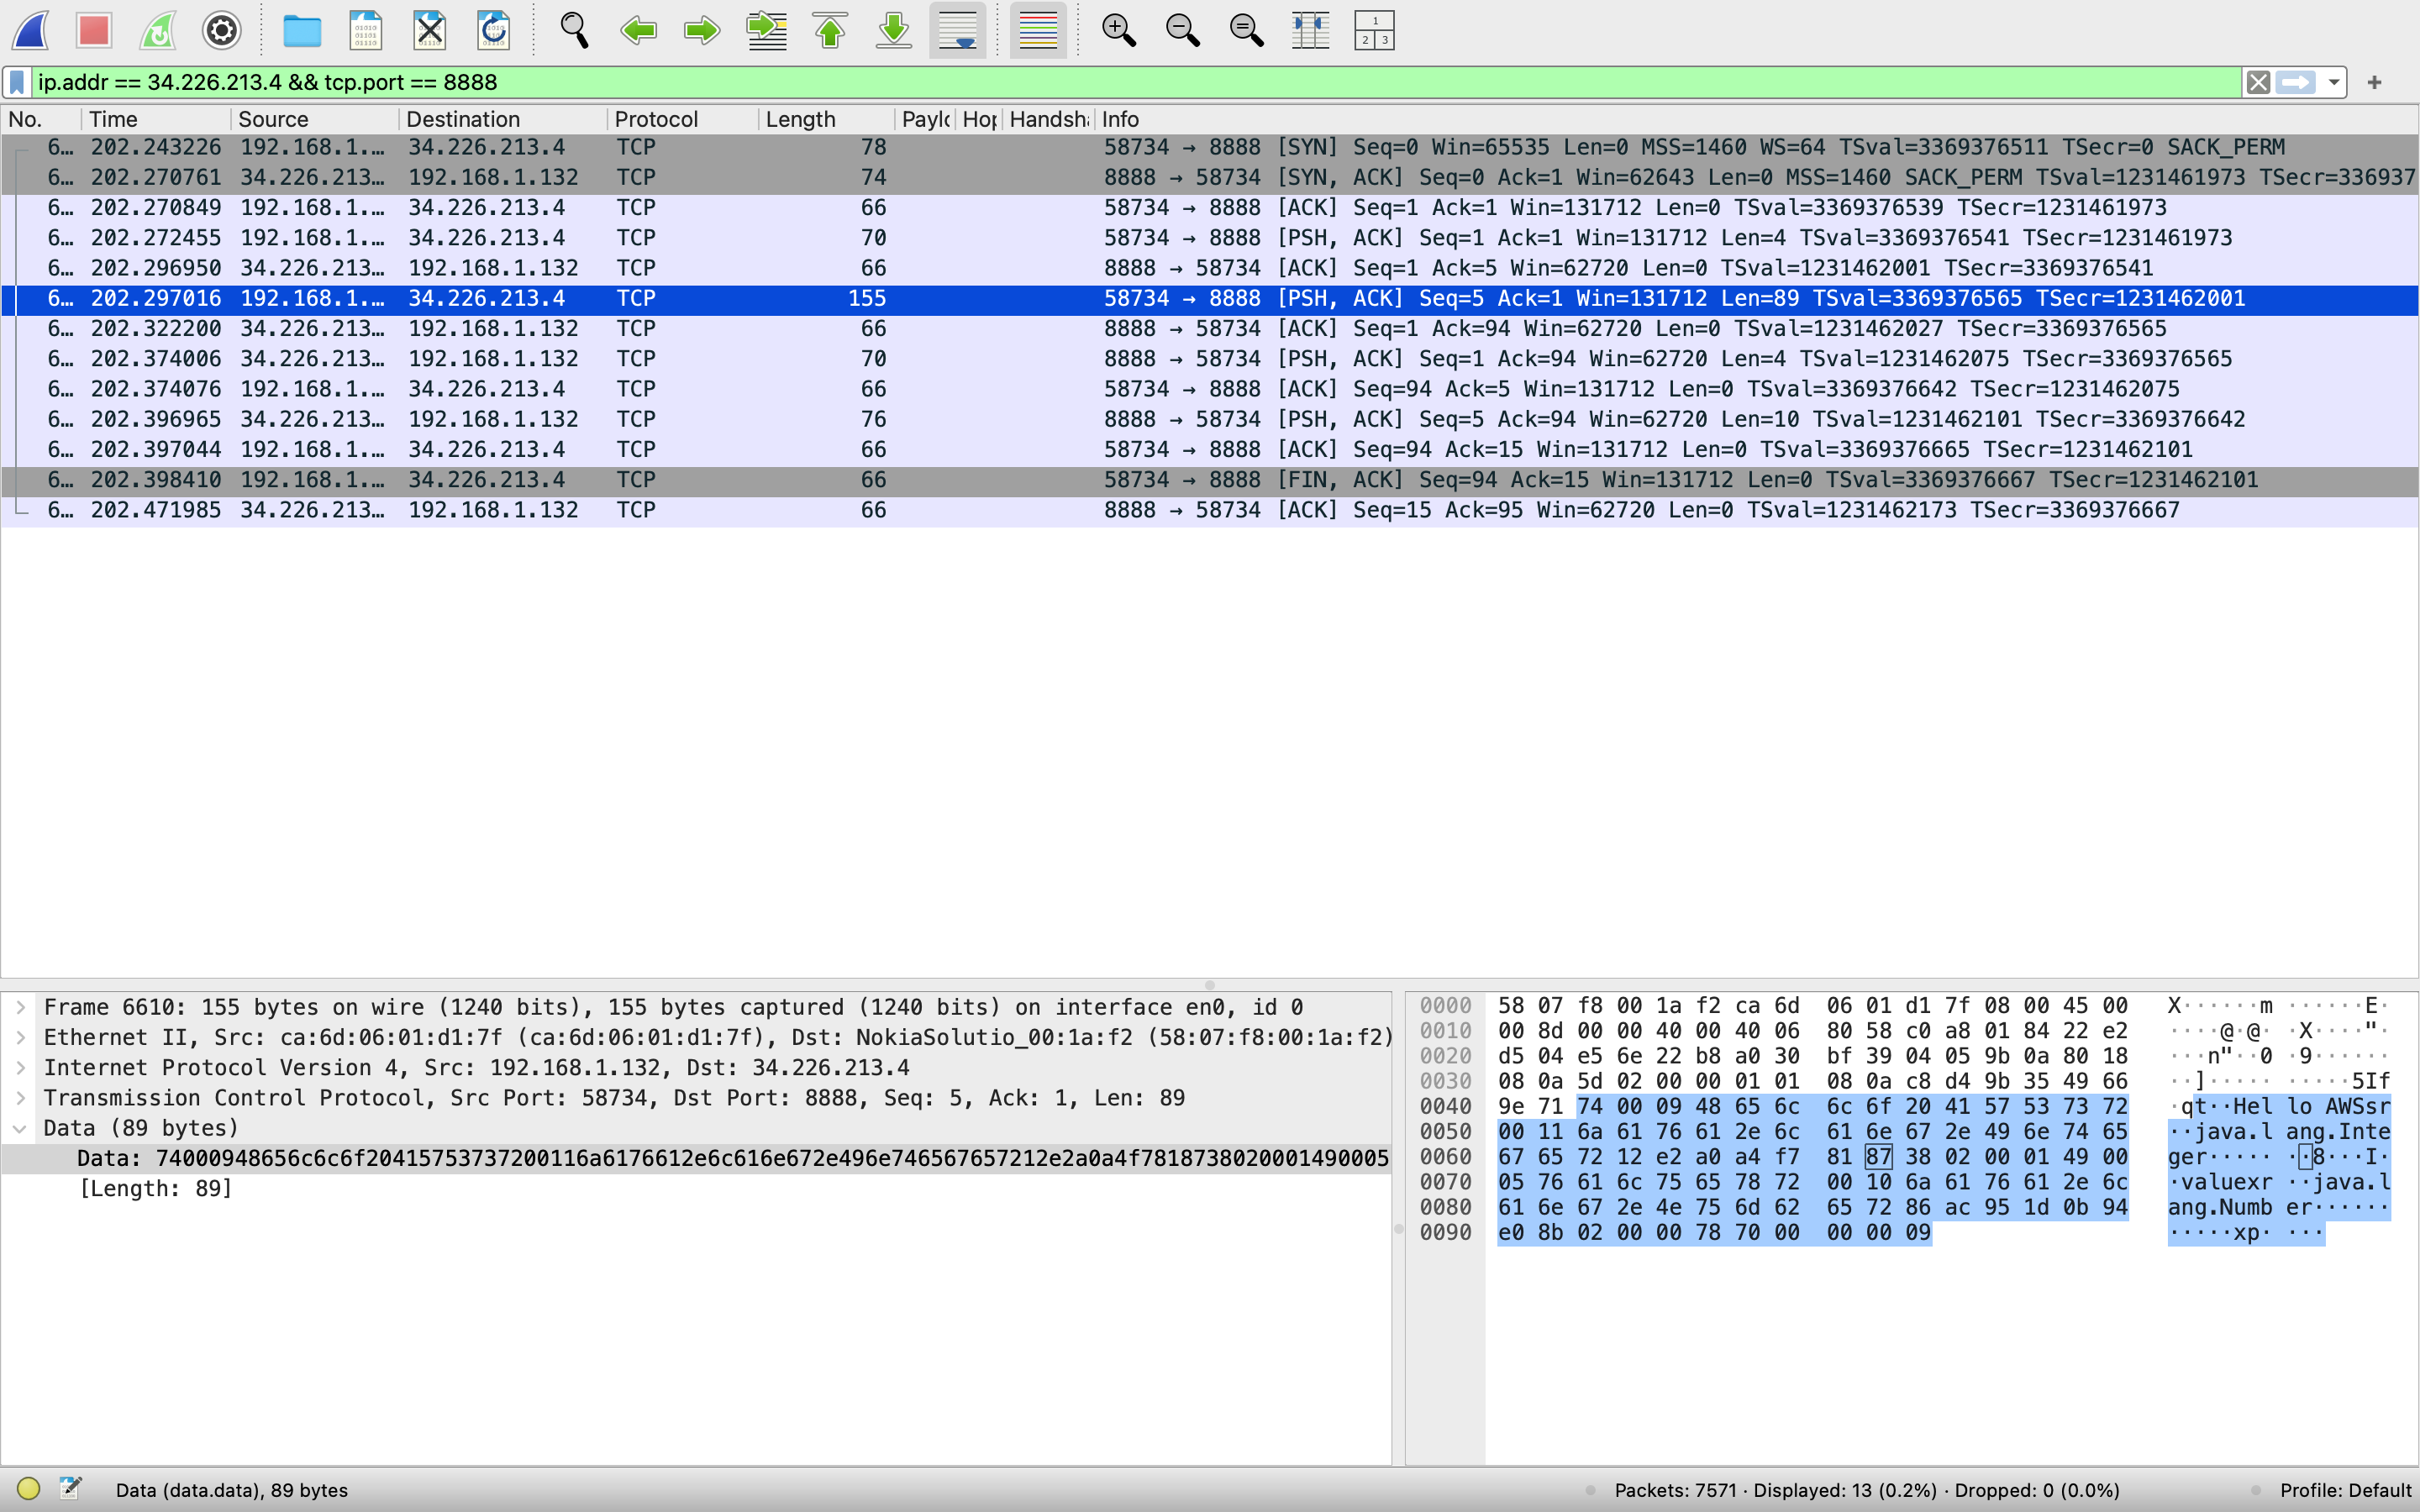 ip.addr == 34.226.213.4 && tcp.port == 8888
No. Time Source Destination Protocol Length Paylo Hop Handsha Info
6… 202.243226 192.168.1.… 34.226.213.4 TCP 78 58734 → 8888 [SYN] Seq=0 Win=65535 Len=0 MSS=1460 WS=64 TSval=3369376511 TSecr=0 SACK_PERM
6… 202.270761 34.226.213… 192.168.1.132 TCP 74 8888 → 58734 [SYN, ACK] Seq=0 Ack=1 Win=62643 Len=0 MSS=1460 SACK_PERM TSval=1231461973 TSecr=336937
6… 202.270849 192.168.1.… 34.226.213.4 TCP 66 58734 → 8888 [ACK] Seq=1 Ack=1 Win=131712 Len=0 TSval=3369376539 TSecr=1231461973
6… 202.272455 192.168.1.… 34.226.213.4 TCP 70 58734 → 8888 [PSH, ACK] Seq=1 Ack=1 Win=131712 Len=4 TSval=3369376541 TSecr=1231461973
6… 202.296950 34.226.213… 192.168.1.132 TCP 66 8888 → 58734 [ACK] Seq=1 Ack=5 Win=62720 Len=0 TSval=1231462001 TSecr=3369376541
6… 202.297016 192.168.1.… 34.226.213.4 TCP 155 58734 → 8888 [PSH, ACK] Seq=5 Ack=1 Win=131712 Len=89 TSval=3369376565 TSecr=1231462001
6… 202.322200 34.226.213… 192.168.1.132 TCP 66 8888 → 58734 [ACK] Seq=1 Ack=94 Win=62720 Len=0 TSval=1231462027 TSecr=3369376565
6… 202.374006 34.226.213… 192.168.1.132 TCP 70 8888 → 58734 [PSH, ACK] Seq=1 Ack=94 Win=62720 Len=4 TSval=1231462075 TSecr=3369376565
6… 202.374076 192.168.1.… 34.226.213.4 TCP 66 58734 → 8888 [ACK] Seq=94 Ack=5 Win=131712 Len=0 TSval=3369376642 TSecr=1231462075
6… 202.396965 34.226.213… 192.168.1.132 TCP 76 8888 → 58734 [PSH, ACK] Seq=5 Ack=94 Win=62720 Len=10 TSval=1231462101 TSecr=3369376642
6… 202.397044 192.168.1.… 34.226.213.4 TCP 66 58734 → 8888 [ACK] Seq=94 Ack=15 Win=131712 Len=0 TSval=3369376665 TSecr=1231462101
6… 202.398410 192.168.1.… 34.226.213.4 TCP 66 58734 → 8888 [FIN, ACK] Seq=94 Ack=15 Win=131712 Len=0 TSval=3369376667 TSecr=1231462101
6… 202.471985 34.226.213… 192.168.1.132 TCP 66 8888 → 58734 [ACK] Seq=15 Ack=95 Win=62720 Len=0 TSval=1231462173 TSecr=3369376667
Frame 6610: 155 bytes on wire (1240 bits), 155 bytes captured (1240 bits) on interface en0, id 0
Ethernet II, Src: ca:6d:06:01:d1:7f (ca:6d:06:01:d1:7f), Dst: NokiaSolutio_00:1a:f2 (58:07:f8:00:1a:f2)
Internet Protocol Version 4, Src: 192.168.1.132, Dst: 34.226.213.4
Transmission Control Protocol, Src Port: 58734, Dst Port: 8888, Seq: 5, Ack: 1, Len: 89
Data (89 bytes)
Data: 74000948656c6c6f20415753737200116a6176612e6c616e672e496e746567657212e2a0a4f7818738020001490005
[Length: 89]
0000 58 07 f8 00 1a f2 ca 6d 06 01 d1 7f 08 00 45 00 X······m ······E·
0010 00 8d 00 00 40 00 40 06 80 58 c0 a8 01 84 22 e2 ····@·@· ·X····"·
0020 d5 04 e5 6e 22 b8 a0 30 bf 39 04 05 9b 0a 80 18 ···n"··0 ·9······
0030 08 0a 5d 02 00 00 01 01 08 0a c8 d4 9b 35 49 66 ··]····· ·····5If
0040 9e 71 74 00 09 48 65 6c 6c 6f 20 41 57 53 73 72 ·qt··Hel lo AWSsr
0050 00 11 6a 61 76 61 2e 6c 61 6e 67 2e 49 6e 74 65 ··java.l ang.Inte
0060 67 65 72 12 e2 a0 a4 f7 81 87 38 02 00 01 49 00 ger····· ··8···I·
0070 05 76 61 6c 75 65 78 72 00 10 6a 61 76 61 2e 6c ·valuexr ··java.l
0080 61 6e 67 2e 4e 75 6d 62 65 72 86 ac 95 1d 0b 94 ang.Numb er······
0090 e0 8b 02 00 00 78 70 00 00 00 09 ·····xp· ···
Data (data.data), 89 bytes
Packets: 7571 · Displayed: 13 (0.2%) · Dropped: 0 (0.0%)
Profile: Default